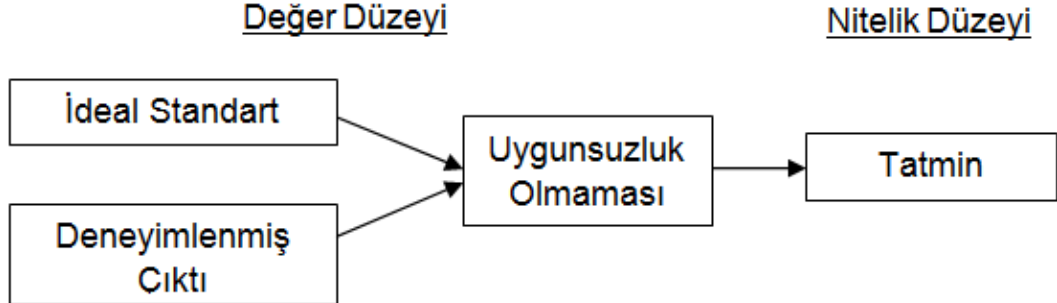 Değer Düzeyi
Nitelik Düzeyi
İdeal Standart
Deneyimlenmiş
Çıktı
Uygunsuzluk
Olmaması
Tatmin